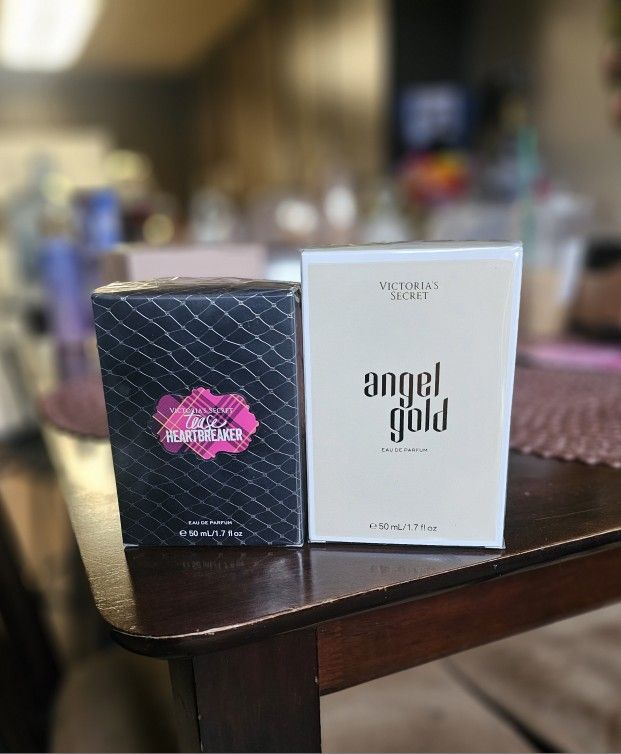 VICTORIA'S SECRET
tease
HEARTBREAKER
EAU DE PARFUM
℮ 50 mL/1.7 fl oz
VICTORIA'S
SECRET
angel
gold
EAU DE PARFUM
℮ 50 mL/1.7 fl oz